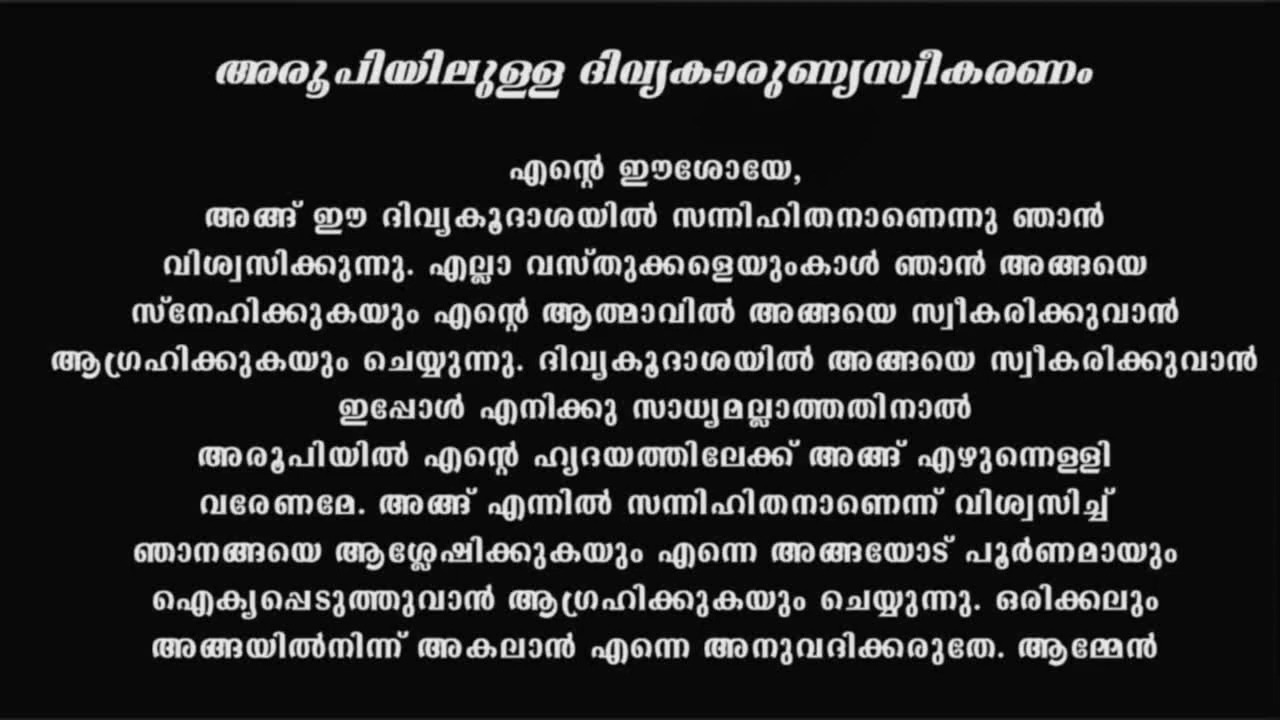 അരൂപിയിലുള്ള ദിവ്യകാരുണ്യസ്വീകരണം
എന്റെ ഈശോയേ,
അങ്ങ് ഈ ദിവ്യകൂദാശയിൽ സന്നിഹിതനാണെന്നു ഞാൻ
വിശ്വസിക്കുന്നു. എല്ലാ വസ്തുക്കളെയുംകാൾ ഞാൻ അങ്ങയെ
സ്നേഹിക്കുകയും എന്റെ ആത്മാവിൽ അങ്ങയെ സ്വീകരിക്കുവാൻ
ആഗ്രഹിക്കുകയും ചെയ്യുന്നു. ദിവ്യകൂദാശയിൽ അങ്ങയെ സ്വീകരിക്കുവാൻ
ഇപ്പോൾ എനിക്കു സാധ്യമല്ലാത്തതിനാൽ
അരൂപിയിൽ എന്റെ ഹൃദയത്തിലേക്ക് അങ്ങ് എഴുന്നെള്ളി
വരേണമേ. അങ്ങ് എന്നിൽ സന്നിഹിതനാണെന്ന് വിശ്വസിച്ച്
ഞാനങ്ങയെ ആശ്ലേഷിക്കുകയും എന്നെ അങ്ങയോട് പൂർണമായും
ഐക്യപ്പെടുത്തുവാൻ ആഗ്രഹിക്കുകയും ചെയ്യുന്നു. ഒരിക്കലും
അങ്ങയിൽനിന്ന് അകലാൻ എന്നെ അനുവദിക്കരുതേ. ആമ്മേൻ